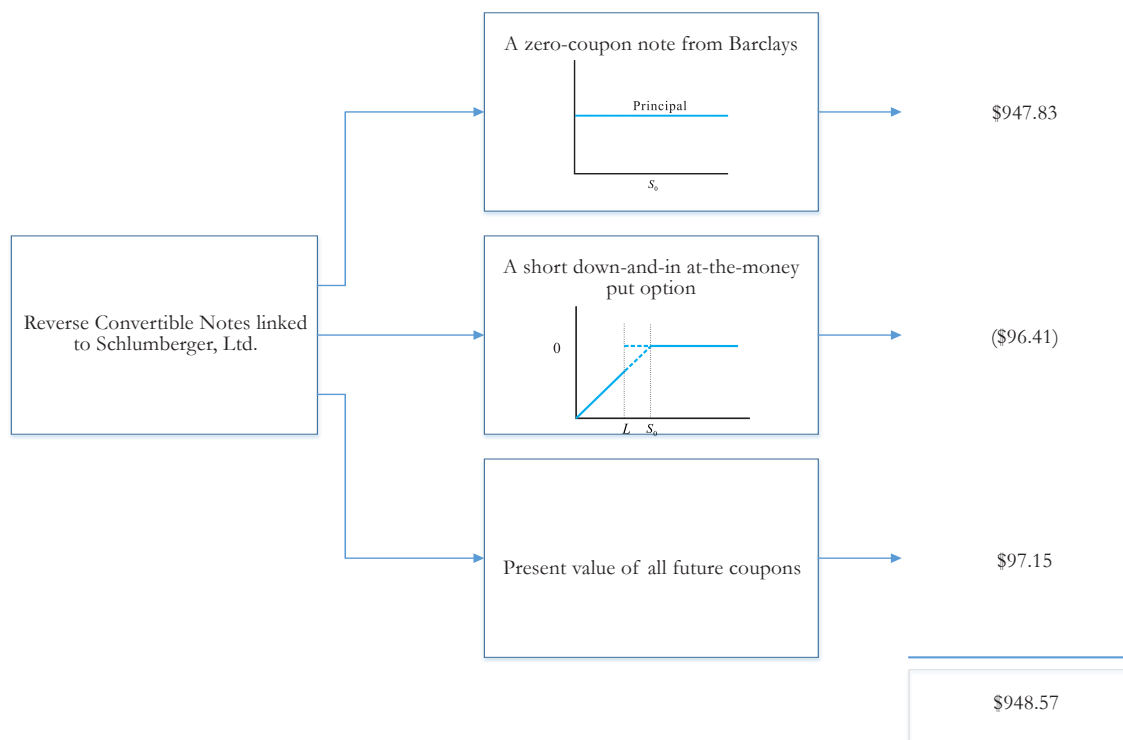 A zero-coupon note from Barclays
Principal
S₀
$947.83
Reverse Convertible Notes linked
to Schlumberger, Ltd.
A short down-and-in at-the-money
put option
0
L S₀
($96.41)
Present value of all future coupons
$97.15
$948.57